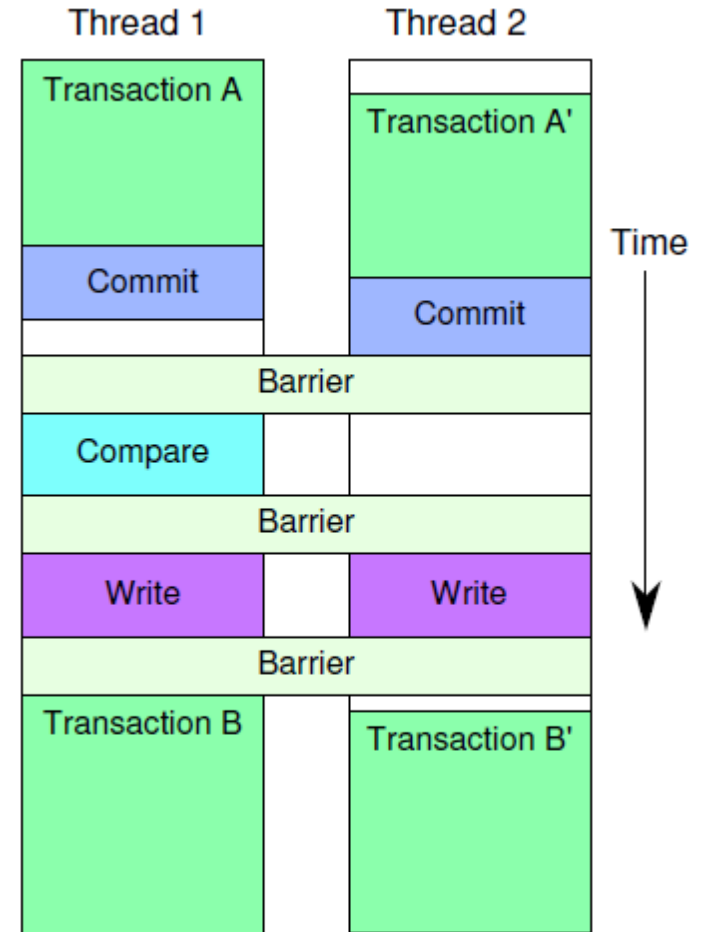 Thread 1
Thread 2
Transaction A
Transaction A'
Time
Commit
Commit
Barrier
Compare
Barrier
Write
Write
Barrier
Transaction B
Transaction B'